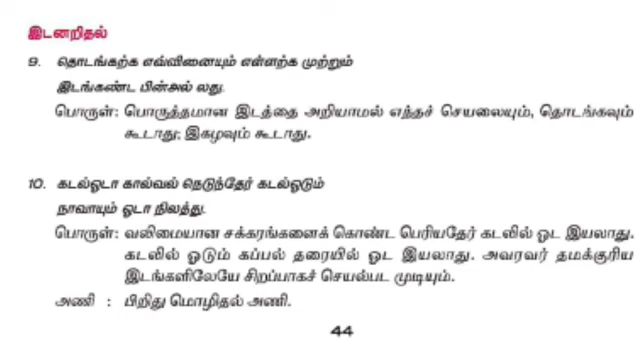 இடனறிதல்
9. தொடங்கற்க எவ்வினையும் எள்ளற்க முற்றும்
இடங்கண்ட பின்அல் லது.
பொருள்: பொருத்தமான இடத்தை அறியாமல் எந்தச் செயலையும், தொடங்கவும்
கூடாது; இகழவும் கூடாது.
10. கடல்ஓடா கால்வல் நெடுந்தேர் கடல்ஓடும்
நாவாயும் ஓடா நிலத்து.
பொருள்: வலிமையான சக்கரங்களைக் கொண்ட பெரியதேர் கடலில் ஓட இயலாது.
கடலில் ஓடும் கப்பல் தரையில் ஓட இயலாது. அவரவர் தமக்குரிய
இடங்களிலேயே சிறப்பாகச் செயல்பட முடியும்.
அணி : பிறிது மொழிதல் அணி.
44